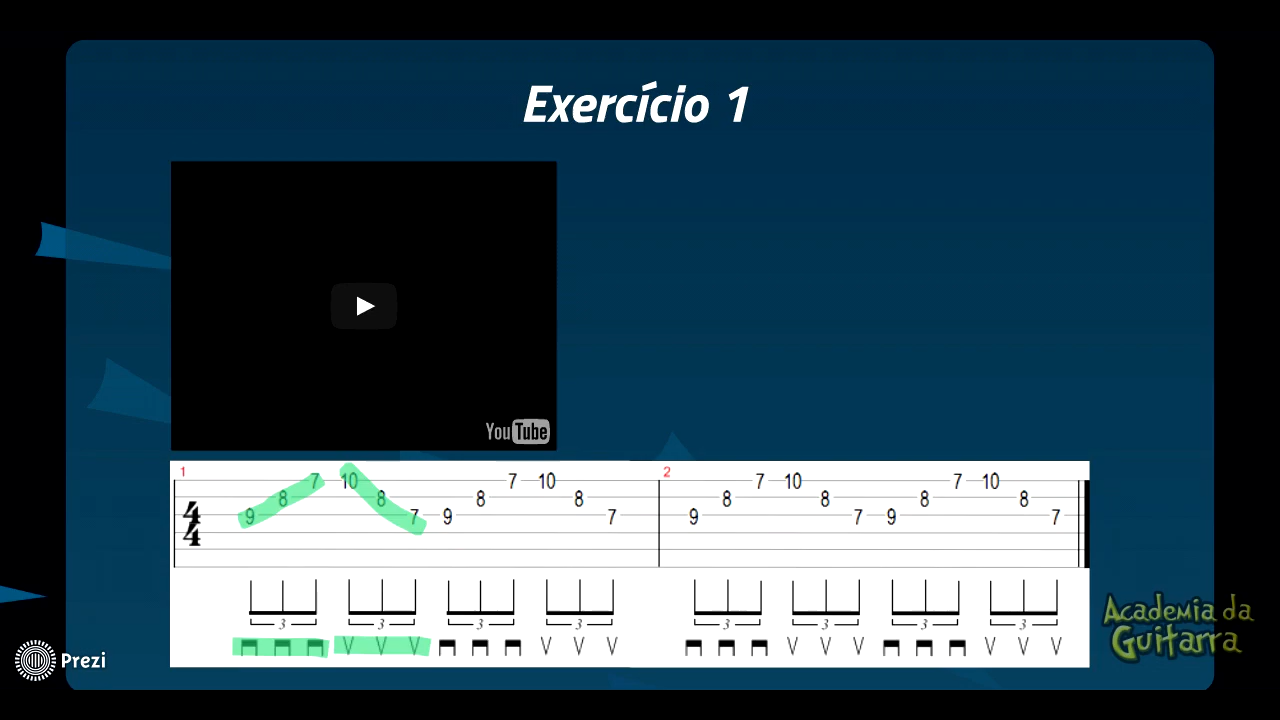 Exercício 1
YouTube
1 2
7 10 7 10 7 10 7 10
8 8 8 8 8 8 8 8
4 9 7 9 7 9 7 9 7
4
3 3 3 3 3 3 3 3
V V V V V V V V V V V V
Academia da
Guitarra
Prezi